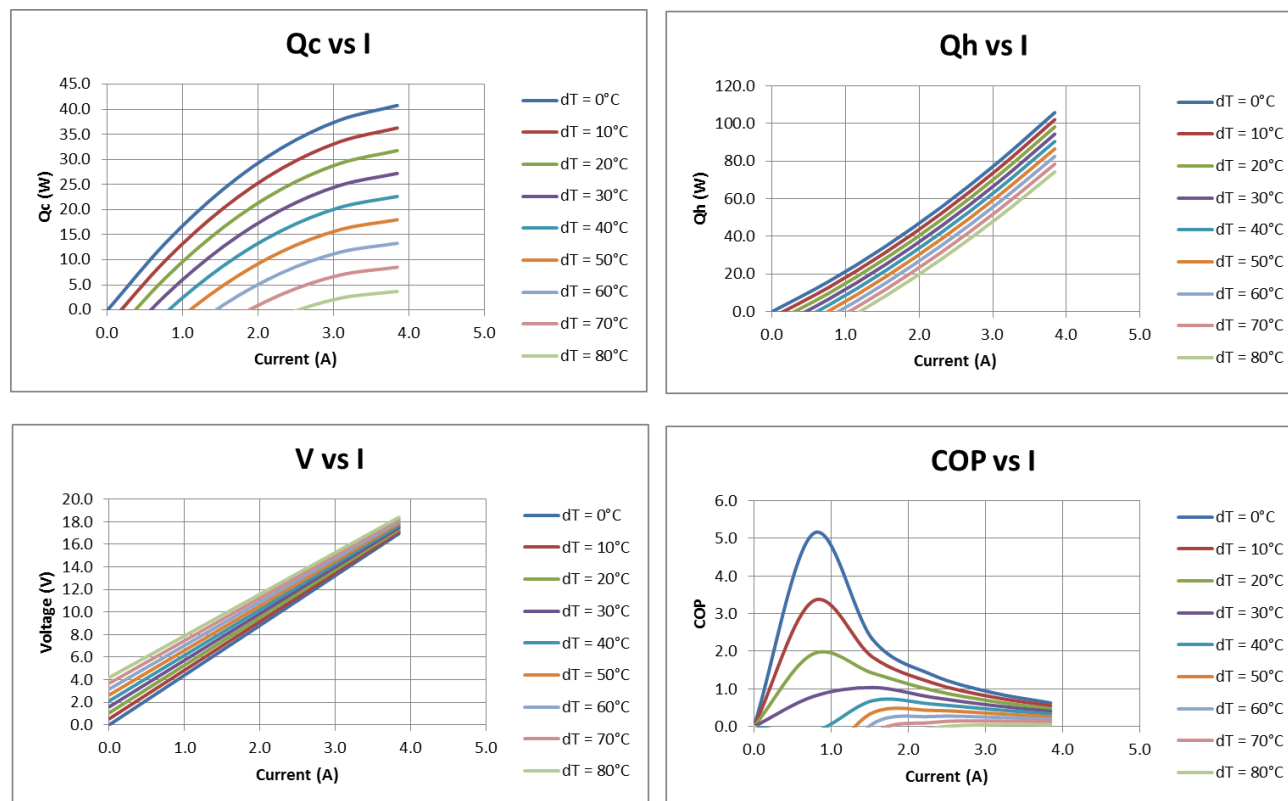 Qc vs I
45.0
40.0
35.0
30.0
25.0
20.0
15.0
10.0
5.0
0.0
Qc (W)
0.0 1.0 2.0 3.0 4.0 5.0
Current (A)
dT = 0°C
dT = 10°C
dT = 20°C
dT = 30°C
dT = 40°C
dT = 50°C
dT = 60°C
dT = 70°C
dT = 80°C
Qh vs I
120.0
100.0
80.0
60.0
40.0
20.0
0.0
Qh (W)
0.0 1.0 2.0 3.0 4.0 5.0
Current (A)
dT = 0°C
dT = 10°C
dT = 20°C
dT = 30°C
dT = 40°C
dT = 50°C
dT = 60°C
dT = 70°C
dT = 80°C
V vs I
20.0
18.0
16.0
14.0
12.0
10.0
8.0
6.0
4.0
2.0
0.0
Voltage (V)
0.0 1.0 2.0 3.0 4.0 5.0
Current (A)
dT = 0°C
dT = 10°C
dT = 20°C
dT = 30°C
dT = 40°C
dT = 50°C
dT = 60°C
dT = 70°C
dT = 80°C
COP vs I
6.0
5.0
4.0
3.0
2.0
1.0
0.0
COP
0.0 1.0 2.0 3.0 4.0 5.0
Current (A)
dT = 0°C
dT = 10°C
dT = 20°C
dT = 30°C
dT = 40°C
dT = 50°C
dT = 60°C
dT = 70°C
dT = 80°C